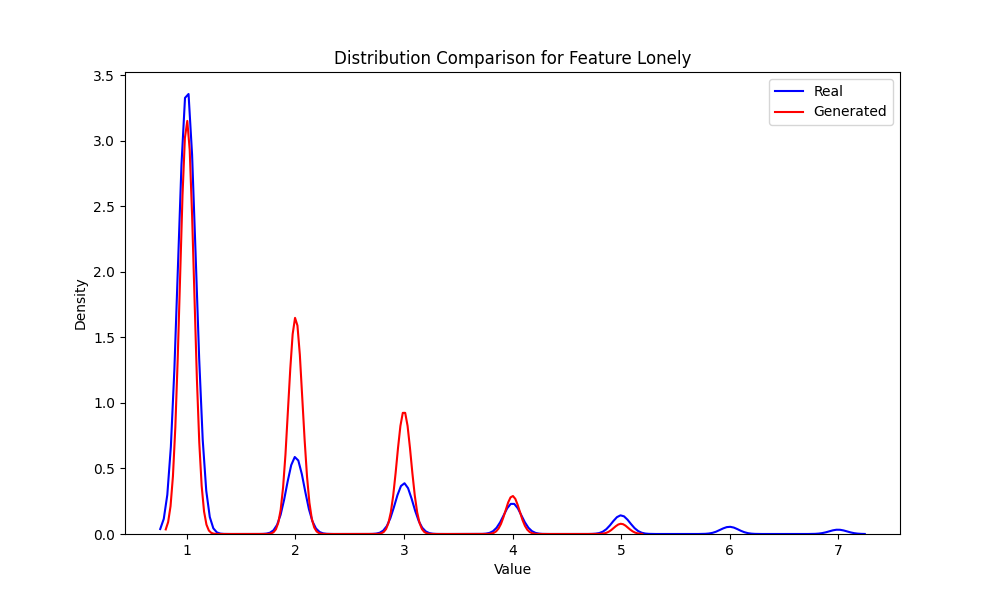 Distribution Comparison for Feature Lonely
Real
Generated
Density
3.5
3.0
2.5
2.0
1.5
1.0
0.5
0.0
1 2 3 4 5 6 7
Value